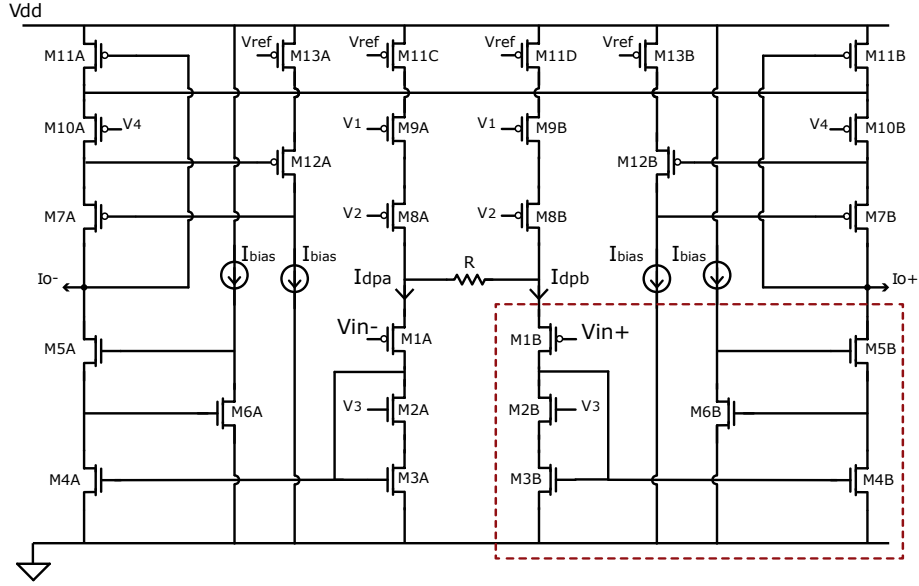 Vdd
Vref Vref Vref Vref
M11A M13A M11C M11D M13B M11B
M10A V4 V1 M9A V1 M9B V4 M10B
M12A M12B
M7A V2 M8A V2 M8B M7B
Ibias Ibias R Ibias Ibias
Io- Idpa Idpb Io+
Vin- M1A M1B Vin+
M5A M5B
M6A V3 M2A M2B V3 M6B
M4A M3A M3B M4B